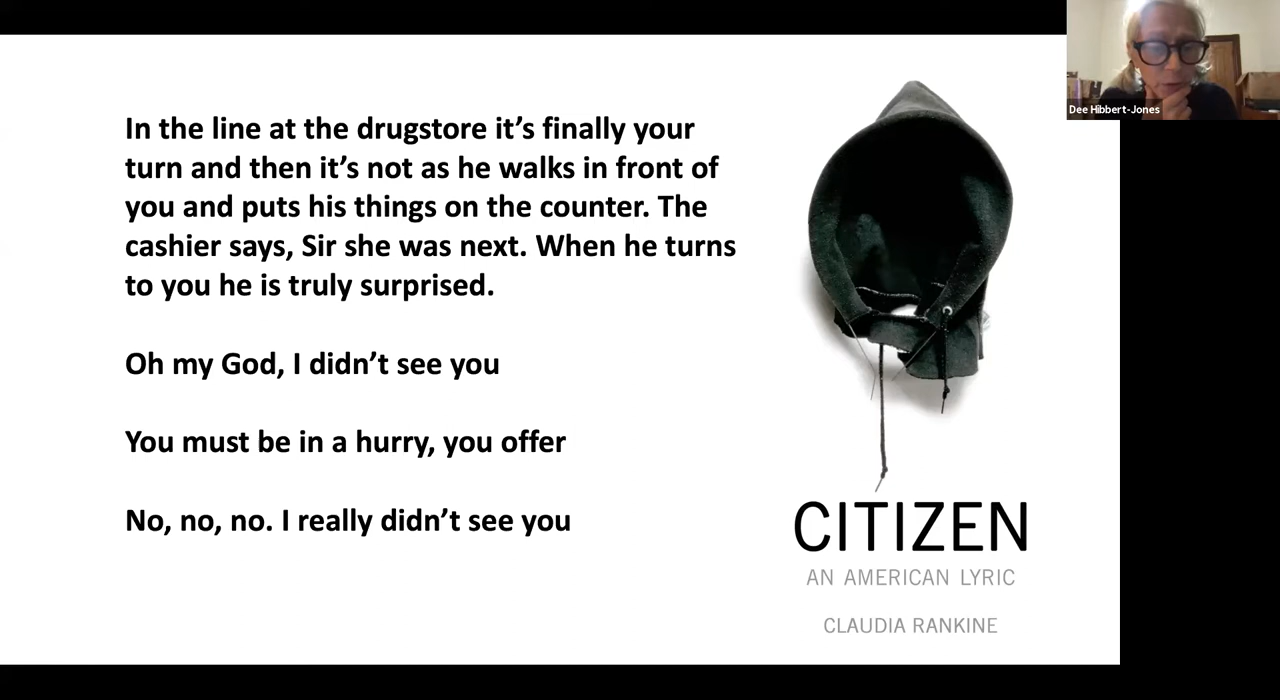 In the line at the drugstore it’s finally your
turn and then it’s not as he walks in front of
you and puts his things on the counter. The
cashier says, Sir she was next. When he turns
to you he is truly surprised.
Oh my God, I didn’t see you
You must be in a hurry, you offer
No, no, no. I really didn’t see you
CITIZEN
AN AMERICAN LYRIC
CLAUDIA RANKINE
Dee Hibbert-Jones